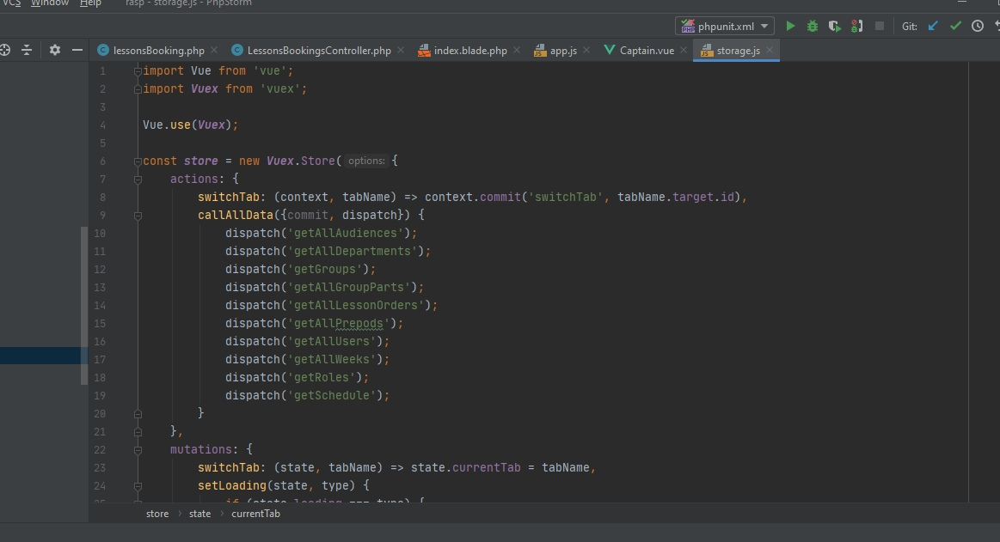 VCS Window Help rasp - storage.js - PhpStorm
phpunit.xml Git:
lessonsBooking.php LessonsBookingsController.php index.blade.php app.js Captain.vue storage.js
1 import Vue from 'vue';
2 import Vuex from 'vuex';
3
4 Vue.use(Vuex);
5
6 const store = new Vuex.Store( options: {
7 actions: {
8 switchTab: (context, tabName) => context.commit('switchTab', tabName.target.id),
9 callAllData({commit, dispatch}) {
10 dispatch('getAllAudiences');
11 dispatch('getAllDepartments');
12 dispatch('getGroups');
13 dispatch('getAllGroupParts');
14 dispatch('getAllLessonOrders');
15 dispatch('getAllPrepods');
16 dispatch('getAllUsers');
17 dispatch('getAllWeeks');
18 dispatch('getRoles');
19 dispatch('getSchedule');
20 }
21 },
22 mutations: {
23 switchTab: (state, tabName) => state.currentTab = tabName,
24 setLoading(state, type) {
25 if (state.loading === type) {
store state currentTab